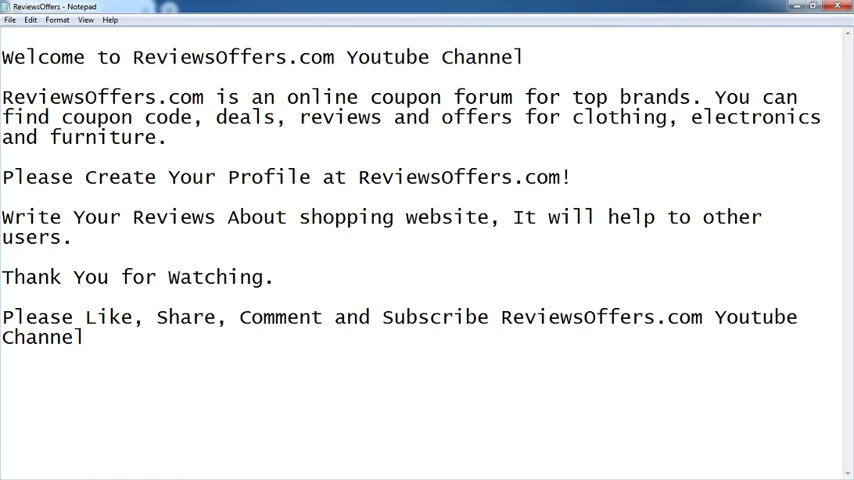 ReviewsOffers - Notepad
File Edit Format View Help
Welcome to ReviewsOffers.com Youtube Channel
ReviewsOffers.com is an online coupon forum for top brands. You can
find coupon code, deals, reviews and offers for clothing, electronics
and furniture.
Please Create Your Profile at ReviewsOffers.com!
Write Your Reviews About shopping website, It will help to other
users.
Thank You for Watching.
Please Like, Share, Comment and Subscribe ReviewsOffers.com Youtube
Channel